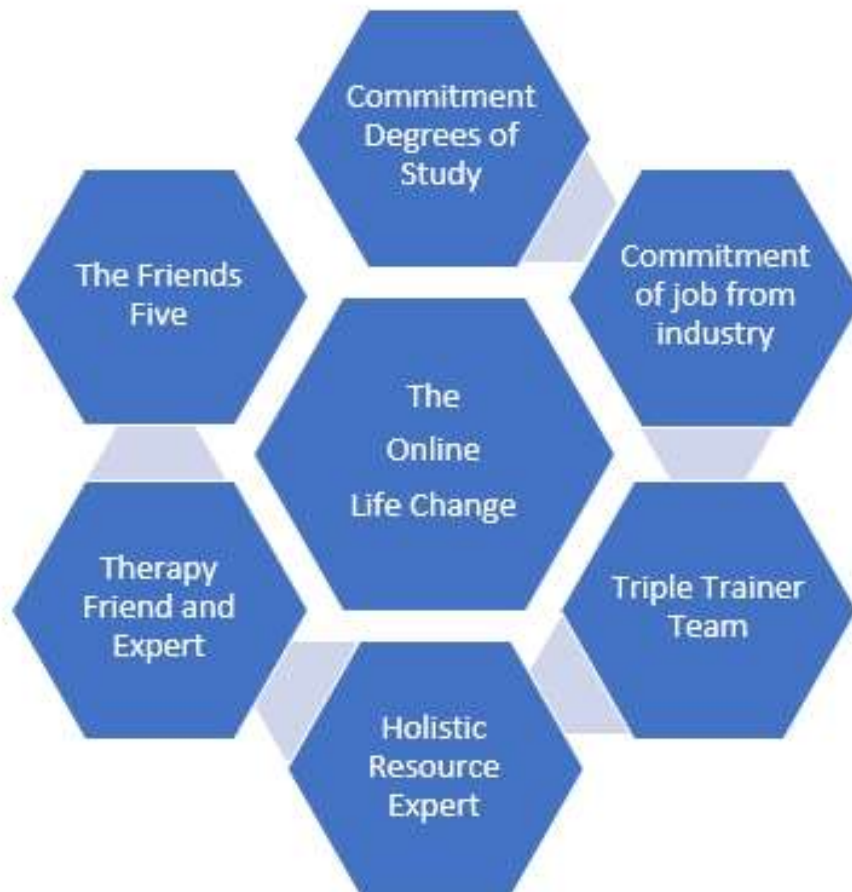 Commitment
Degrees of
Study
Commitment
of job from
industry
Triple Trainer
Team
Holistic
Resource
Expert
Therapy
Friend and
Expert
The Friends
Five
The
Online
Life Change